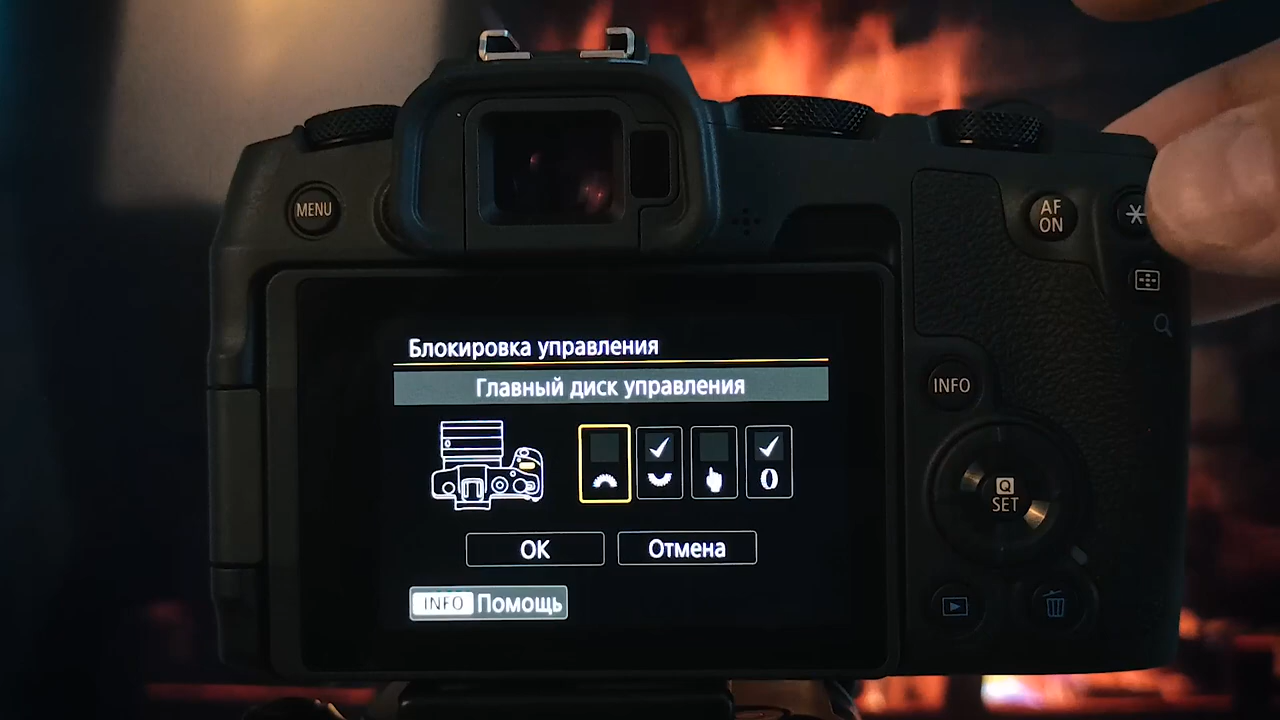 MENU
AF
ON
INFO
Q
SET
Блокировка управления
Главный диск управления
OK
Отмена
INFO Помощь